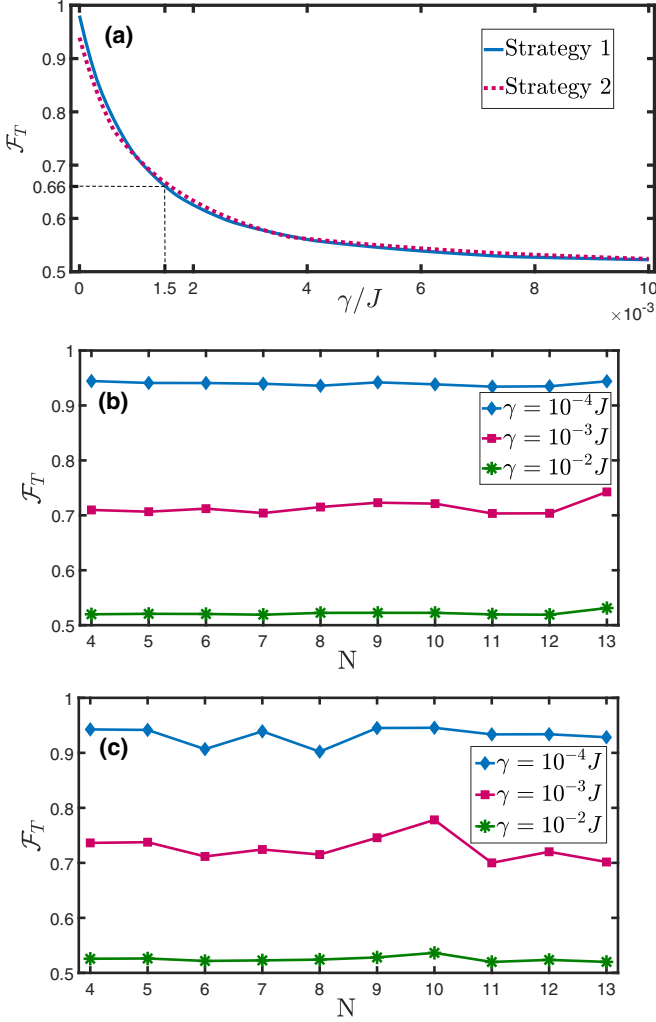 1
(a)
Strategy 1
0.9
Strategy 2
0.8
0.7
0.66
0.6
0.5
𝓕_T
0 1.5 2 4 6 8 10
γ/J
×10⁻³
1
(b)
0.9
γ = 10⁻⁴J
0.8
γ = 10⁻³J
γ = 10⁻²J
0.7
0.6
0.5
𝓕_T
4 5 6 7 8 9 10 11 12 13
N
1
(c)
0.9
γ = 10⁻⁴J
0.8
γ = 10⁻³J
γ = 10⁻²J
0.7
0.6
0.5
𝓕_T
4 5 6 7 8 9 10 11 12 13
N